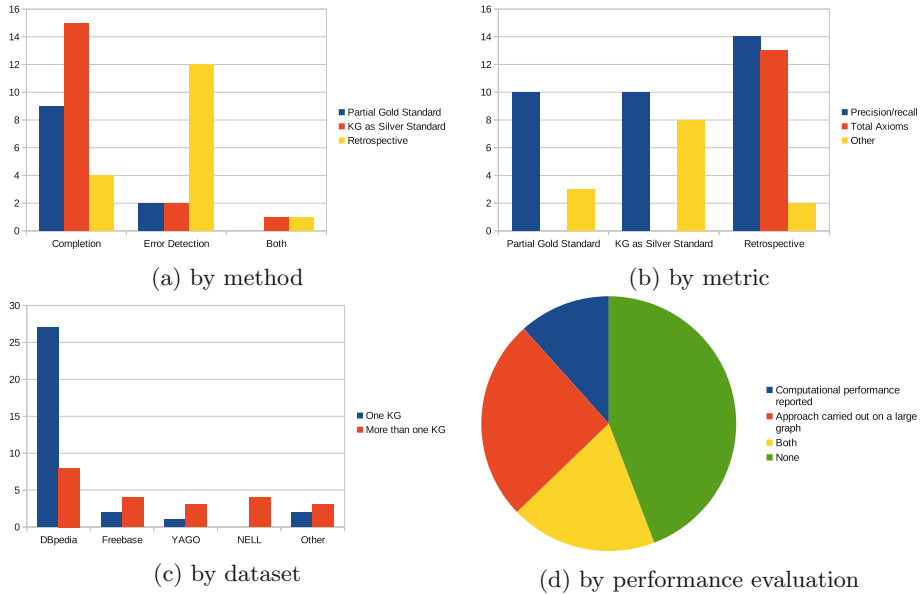 16
14
12
10
8
6
4
2
0
Completion Error Detection Both
Partial Gold Standard
KG as Silver Standard
Retrospective
(a) by method
16
14
12
10
8
6
4
2
0
Partial Gold Standard KG as Silver Standard Retrospective
Precision/recall
Total Axioms
Other
(b) by metric
30
25
20
15
10
5
0
DBpedia Freebase YAGO NELL Other
One KG
More than one KG
(c) by dataset
Computational performance
reported
Approach carried out on a large
graph
Both
None
(d) by performance evaluation